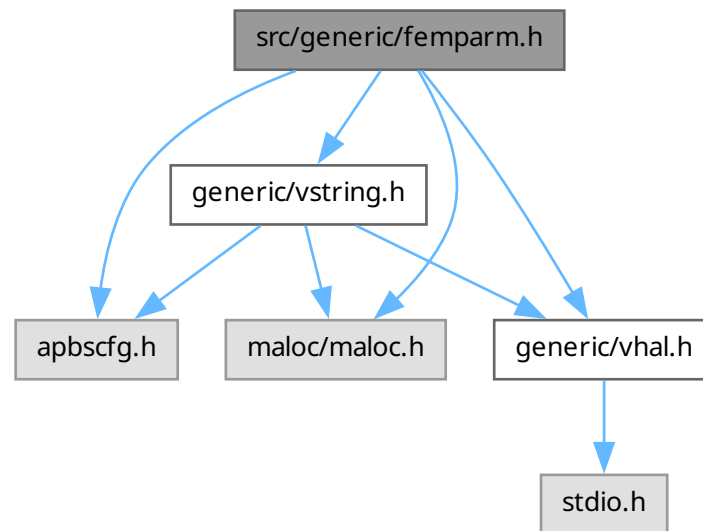 src/generic/femparm.h
generic/vstring.h
apbscfg.h
maloc/maloc.h
generic/vhal.h
stdio.h